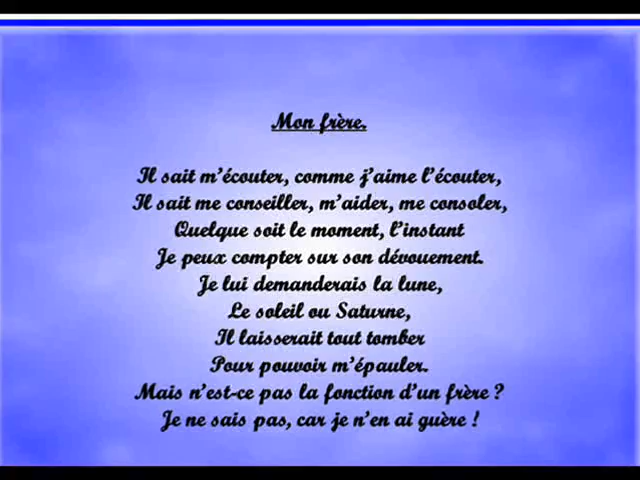 Mon frère.
Il sait m'écouter, comme j'aime l'écouter,
Il sait me conseiller, m'aider, me consoler,
Quelque soit le moment, l'instant
Je peux compter sur son dévouement.
Je lui demanderais la lune,
Le soleil ou Saturne,
Il laisserait tout tomber
Pour pouvoir m'épauler.
Mais n'est-ce pas la fonction d'un frère ?
Je ne sais pas, car je n'en ai guère !